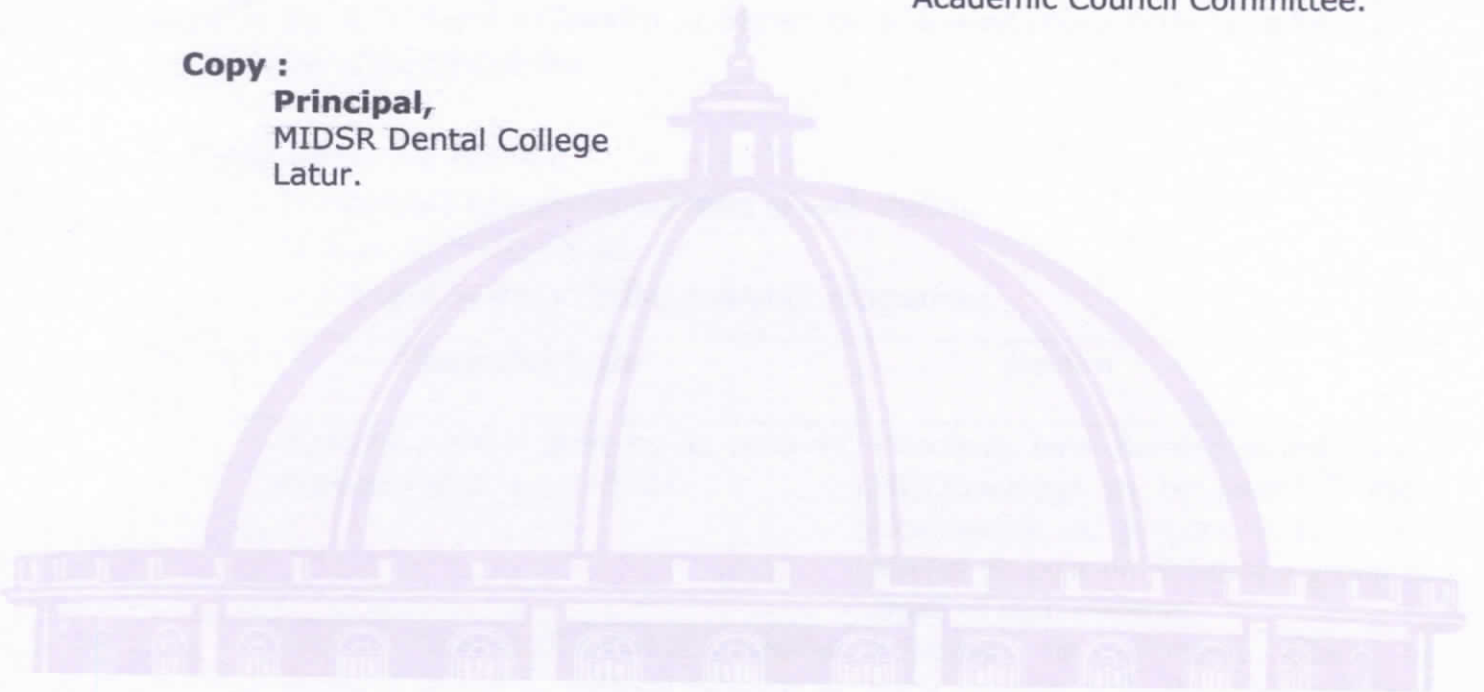 Academic Council Committee.
Copy :
Principal,
MIDSR Dental College
Latur.